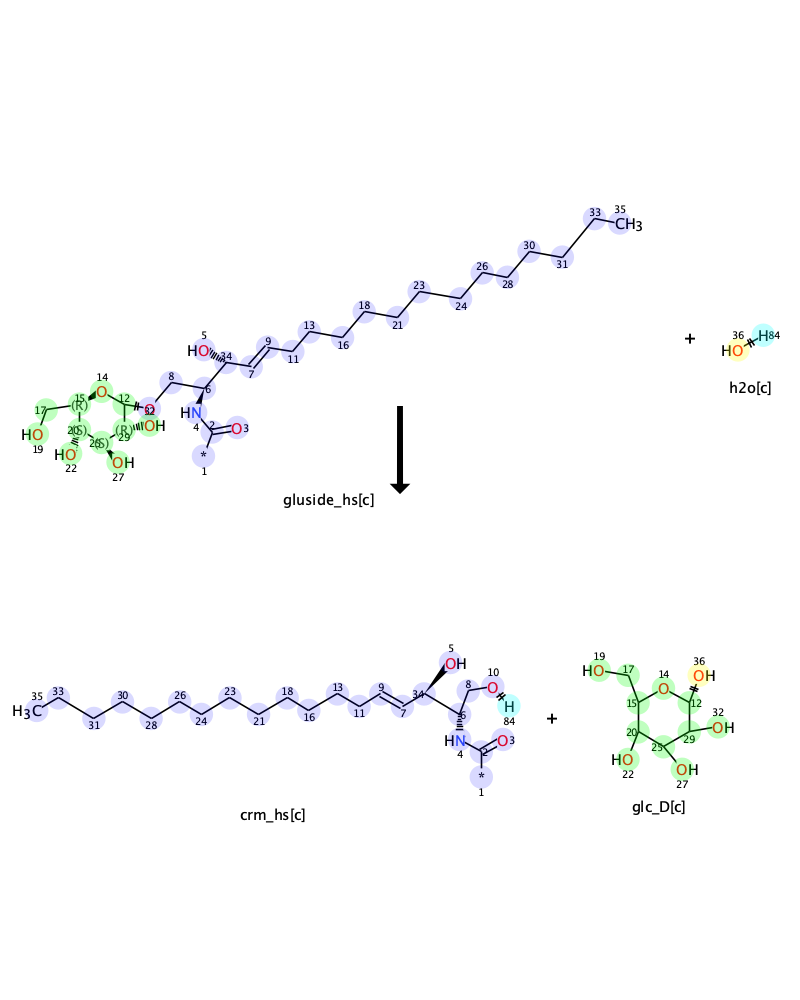 33 35
CH3
30
31
26
28
23
24
18
21
13
16
9
11
7
5
HO 34
8
6
HN
4
2
O 3
*
1
14
O
15 (R)
12
O
17
HO
19
(S)
(S)
(R)
29
OH
HO
22
OH
27
gluside_hs[c]
+
36
HO H 84
h2o[c]
35 33
H3C
31
30
28
26
24
23
21
18
16
13
11
9
7
34
5
OH
8
10
O
H
84
6
HN
4
2
O 3
*
1
crm_hs[c]
+
19
HO
17
14
O
36
OH
15
12
32
OH
20
29
25
HO
22
OH
27
glc_D[c]